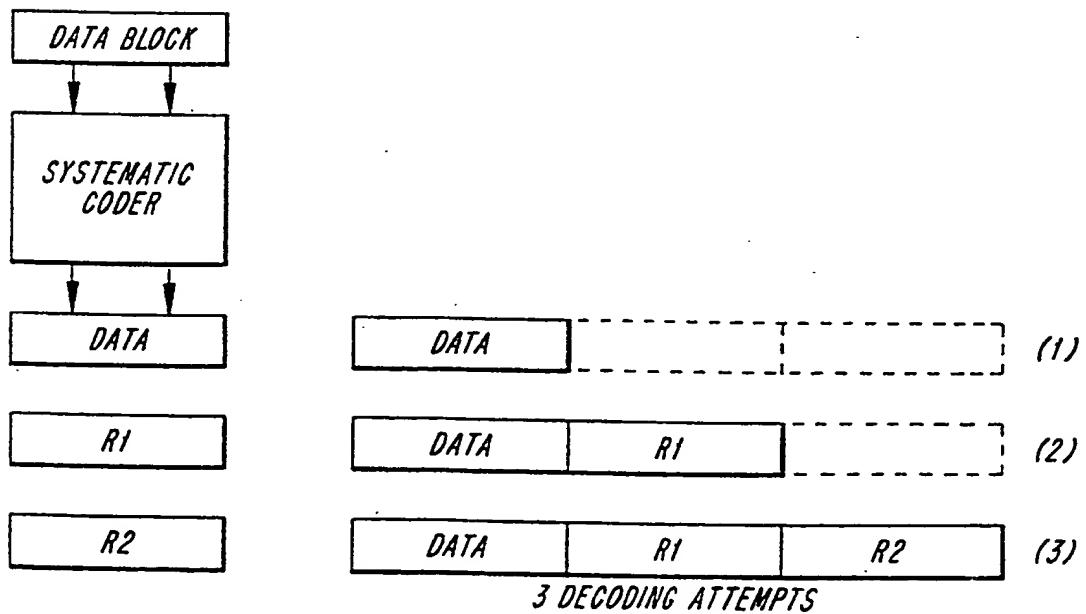 DATA BLOCK
SYSTEMATIC
CODER
DATA
DATA
(1)
R1
DATA R1
(2)
R2
DATA R1 R2
(3)
3 DECODING ATTEMPTS